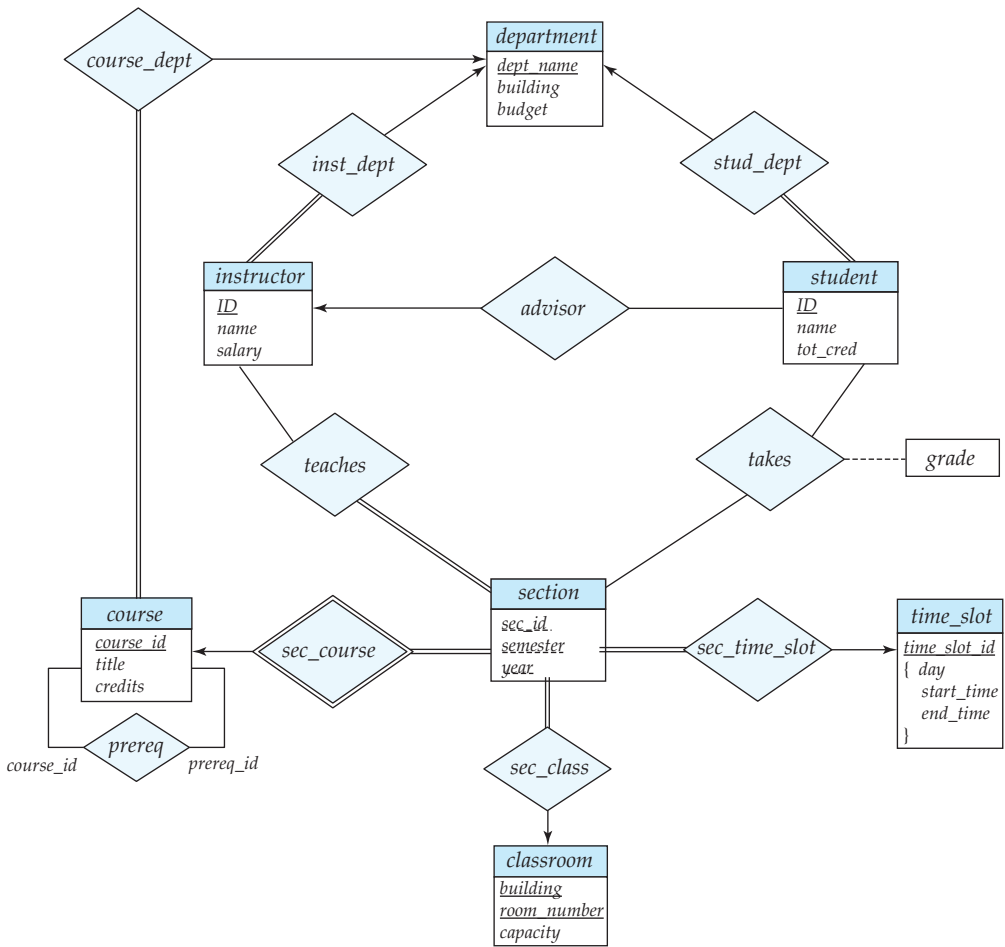 department
course_dept
dept_name
building
budget
inst_dept
stud_dept
instructor
ID
name
salary
advisor
student
ID
name
tot_cred
teaches
takes
grade
section
sec_id
semester
year
course
course_id
title
credits
sec_course
sec_time_slot
time_slot
time_slot_id
{ day
start_time
end_time
}
prereq
course_id
prereq_id
sec_class
classroom
building
room_number
capacity